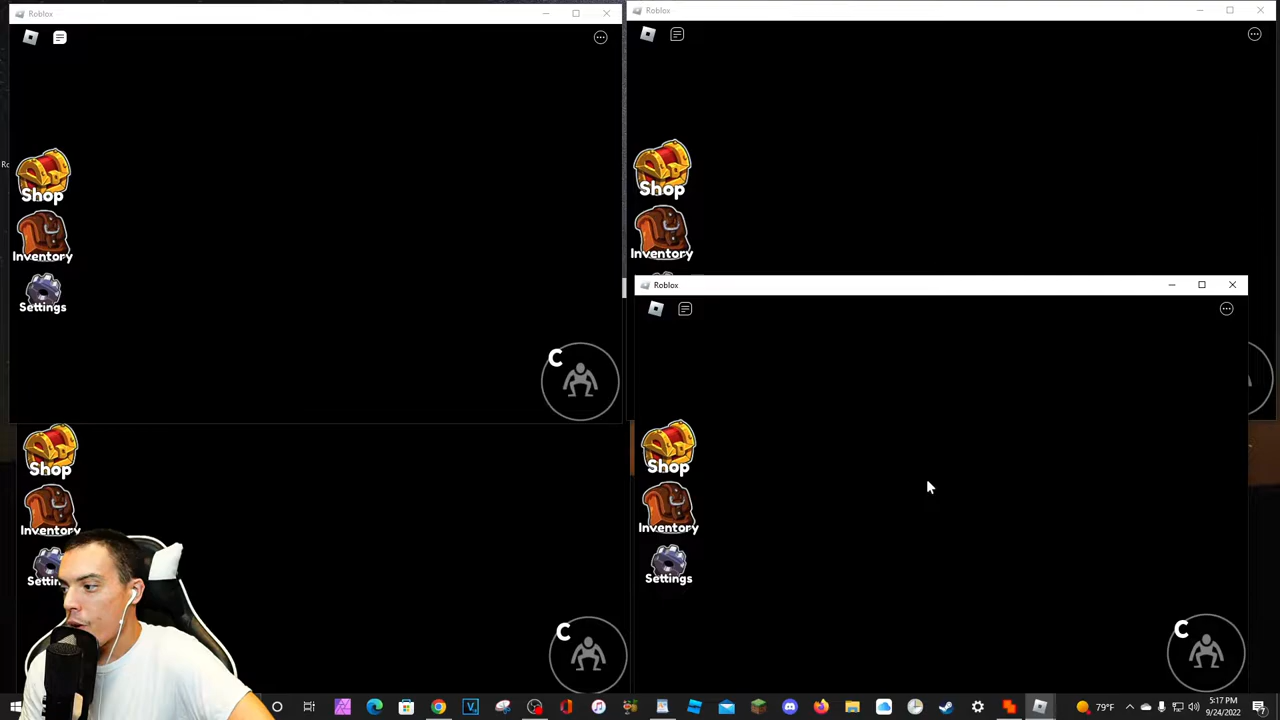 Roblox
Roblox
Shop
Inventory
Settings
C
Shop
Inventory
Roblox
Shop
Inventory
C
Shop
Inventory
Settings
C
79°F
5:17 PM
9/24/2022